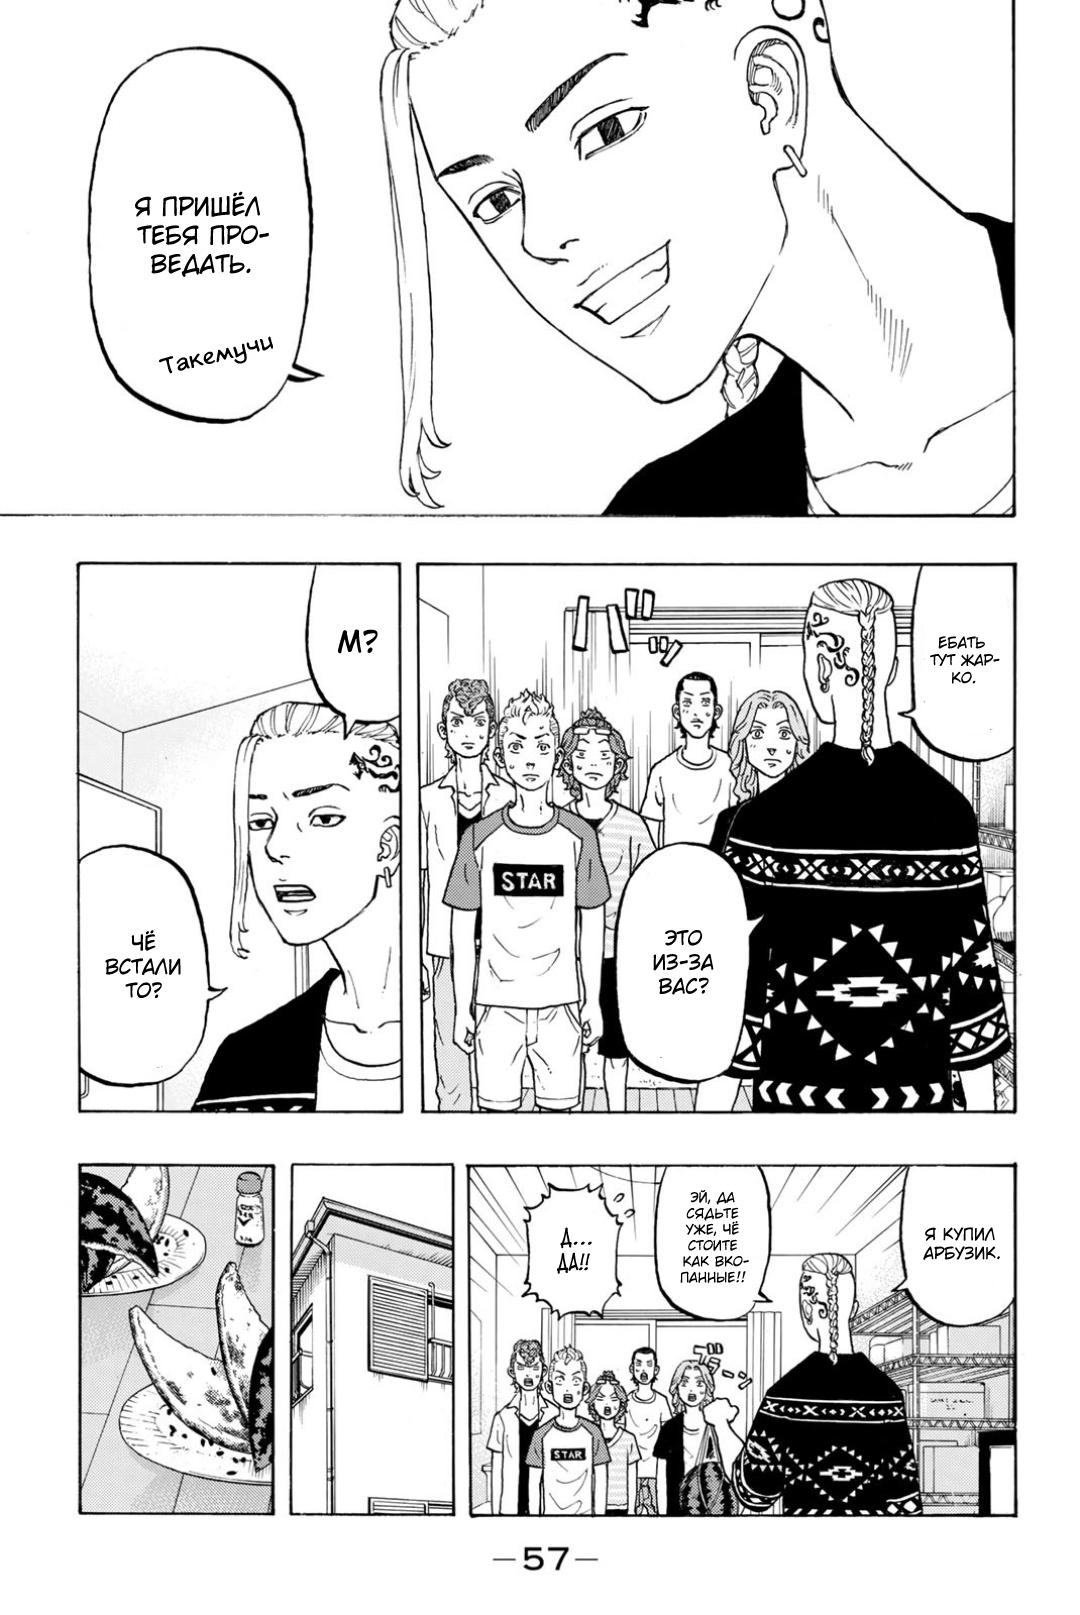 Я ПРИШЁЛ
ТЕБЯ ПРО-
ВЕДАТЬ.
Такемучи
ЕБАТЬ
ТУТ ЖАР-
КО.
ЭТО
ИЗ-ЗА
ВАС?
STAR
М?
ЧЁ
ВСТАЛИ
ТО?
Я КУПИЛ
АРБУЗИК.
ЭЙ, ДА
СЯДЬТЕ
УЖЕ, ЧЁ
СТОИТЕ
КАК ВКО-
ПАННЫЕ!!
Д...
ДА!!
STAR
—57—